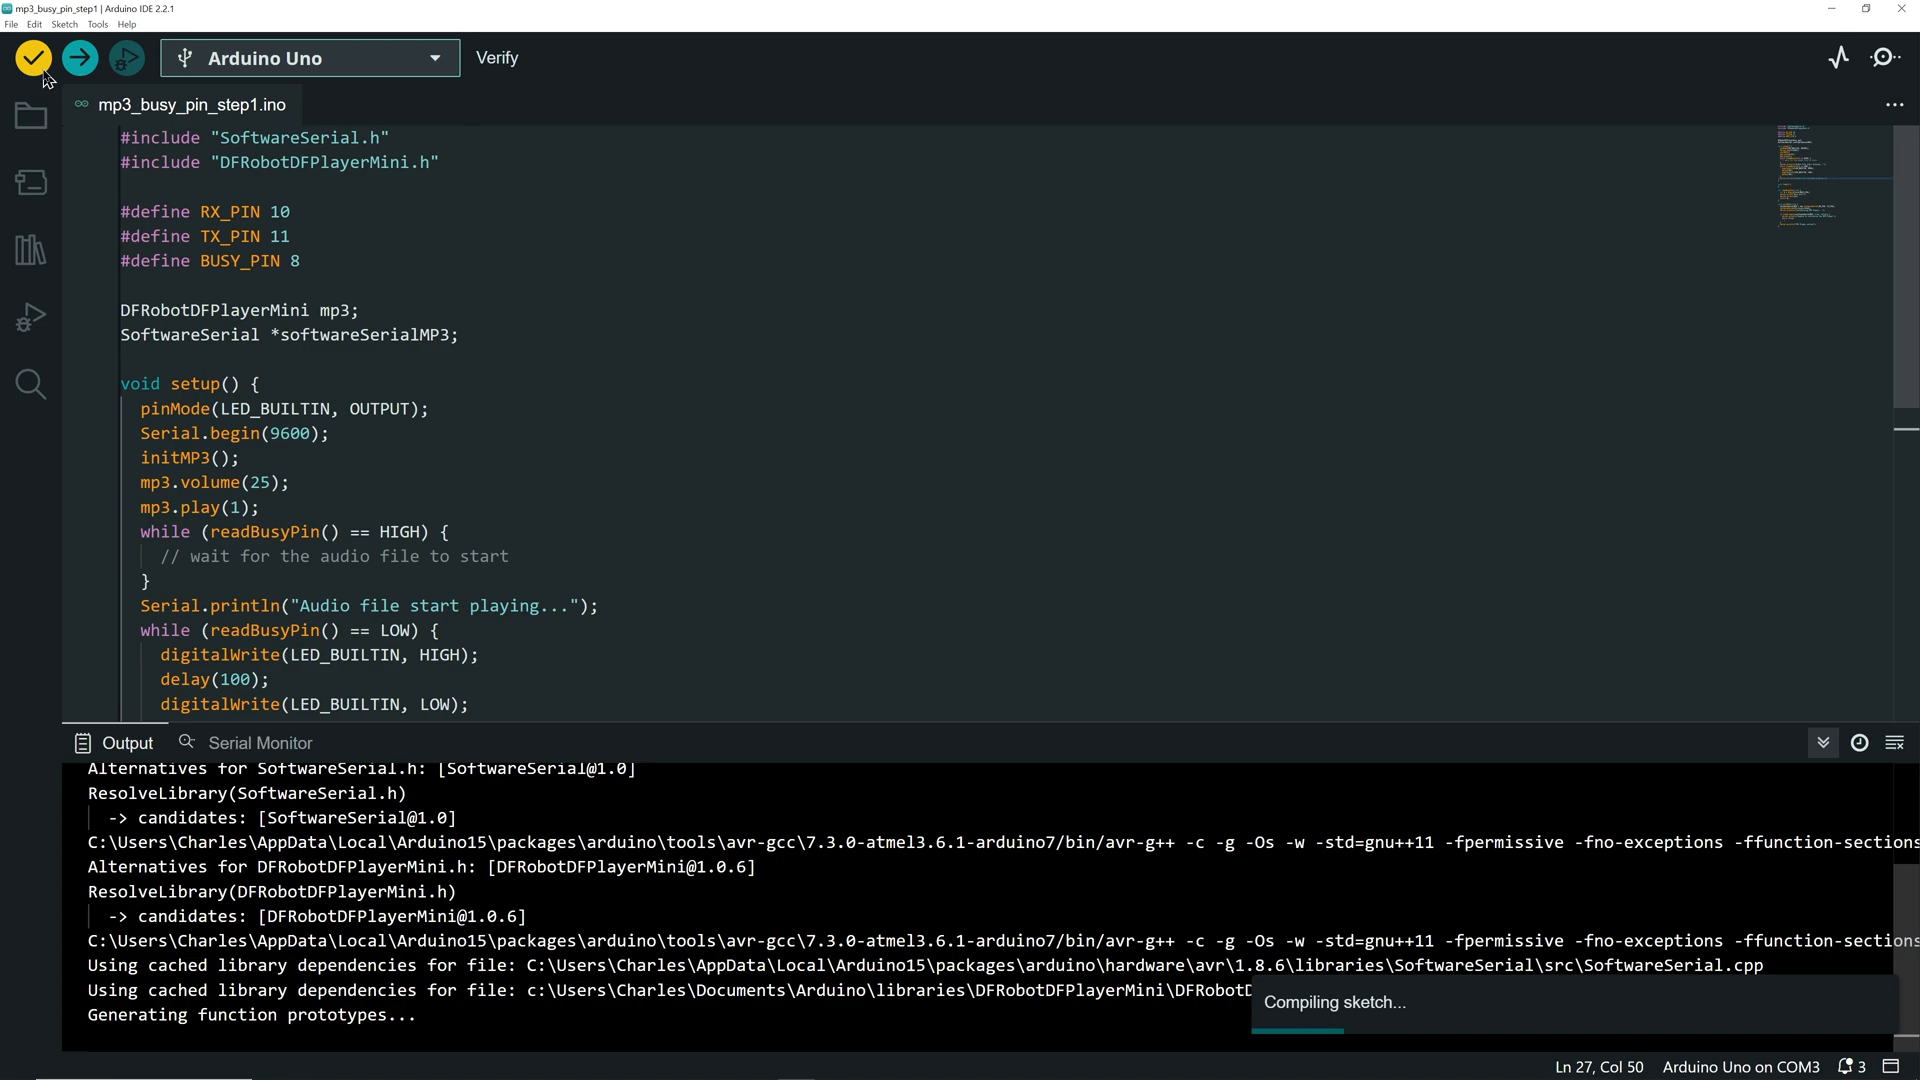 mp3_busy_pin_step1 | Arduino IDE 2.2.1
File Edit Sketch Tools Help
Arduino Uno Verify
mp3_busy_pin_step1.ino
#include "SoftwareSerial.h"
#include "DFRobotDFPlayerMini.h"
#define RX_PIN 10
#define TX_PIN 11
#define BUSY_PIN 8
DFRobotDFPlayerMini mp3;
SoftwareSerial *softwareSerialMP3;
void setup() {
pinMode(LED_BUILTIN, OUTPUT);
Serial.begin(9600);
initMP3();
mp3.volume(25);
mp3.play(1);
while (readBusyPin() == HIGH) {
// wait for the audio file to start
}
Serial.println("Audio file start playing...");
while (readBusyPin() == LOW) {
digitalWrite(LED_BUILTIN, HIGH);
delay(100);
digitalWrite(LED_BUILTIN, LOW);
Output Serial Monitor
Alternatives for SoftwareSerial.h: [SoftwareSerial@1.0]
ResolveLibrary(SoftwareSerial.h)
-> candidates: [SoftwareSerial@1.0]
C:\Users\Charles\AppData\Local\Arduino15\packages\arduino\tools\avr-gcc\7.3.0-atmel3.6.1-arduino7/bin/avr-g++ -c -g -Os -w -std=gnu++11 -fpermissive -fno-exceptions -ffunction-sections
Alternatives for DFRobotDFPlayerMini.h: [DFRobotDFPlayerMini@1.0.6]
ResolveLibrary(DFRobotDFPlayerMini.h)
-> candidates: [DFRobotDFPlayerMini@1.0.6]
C:\Users\Charles\AppData\Local\Arduino15\packages\arduino\tools\avr-gcc\7.3.0-atmel3.6.1-arduino7/bin/avr-g++ -c -g -Os -w -std=gnu++11 -fpermissive -fno-exceptions -ffunction-sections
Using cached library dependencies for file: C:\Users\Charles\AppData\Local\Arduino15\packages\arduino\hardware\avr\1.8.6\libraries\SoftwareSerial\src\SoftwareSerial.cpp
Using cached library dependencies for file: c:\Users\Charles\Documents\Arduino\libraries\DFRobotDFPlayerMini\DFRobotD
Generating function prototypes...
Compiling sketch...
Ln 27, Col 50 Arduino Uno on COM3 3